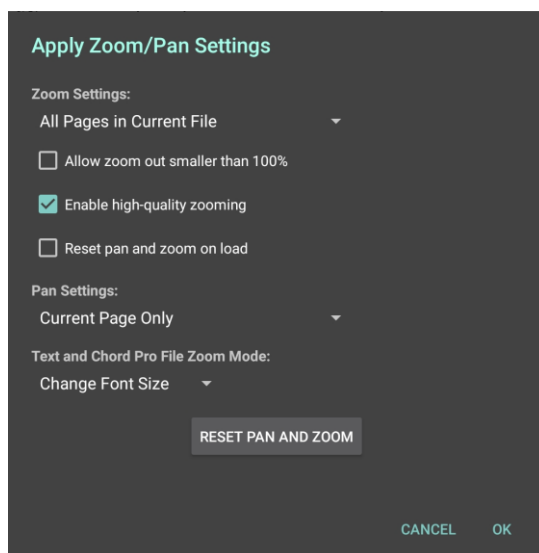 Apply Zoom/Pan Settings
Zoom Settings:
All Pages in Current File
Allow zoom out smaller than 100%
Enable high-quality zooming
Reset pan and zoom on load
Pan Settings:
Current Page Only
Text and Chord Pro File Zoom Mode:
Change Font Size
RESET PAN AND ZOOM
CANCEL OK